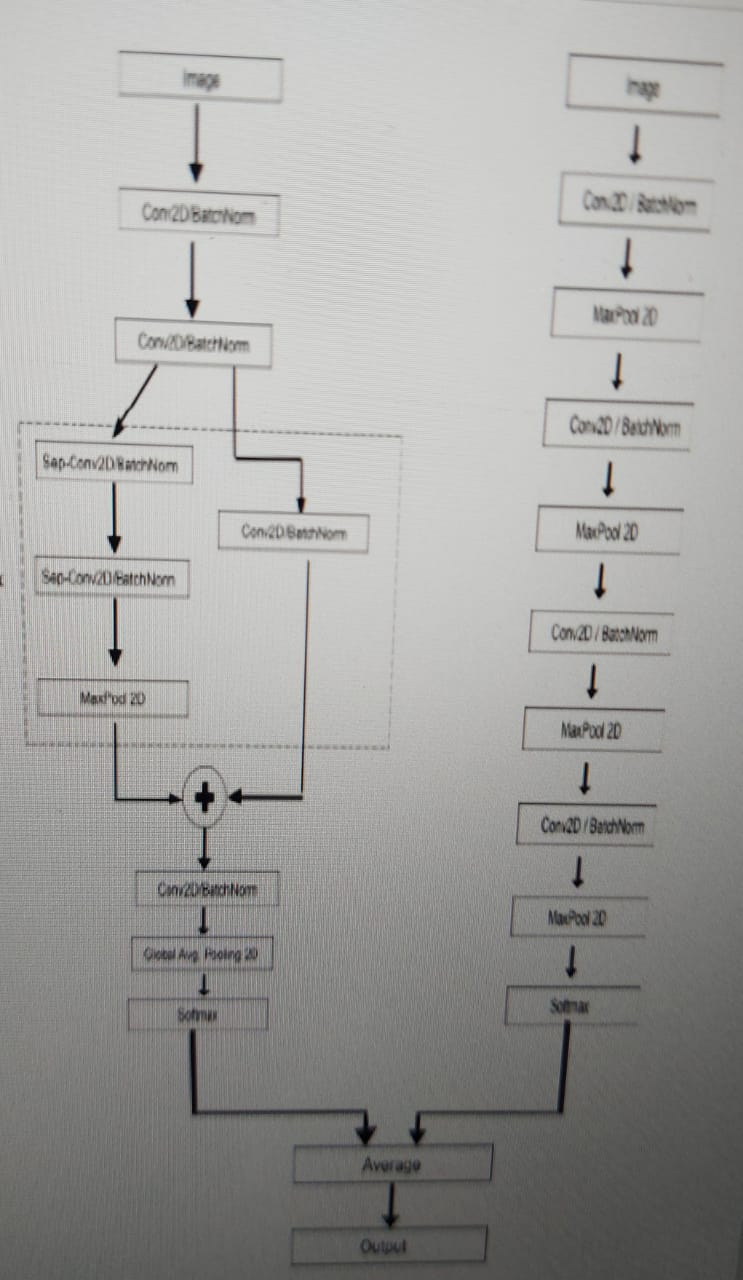 Image
Conv2D/BatchNorm
Conv2D/BatchNorm
Sep-Conv2D/BatchNorm
Conv2D/BatchNorm
Sep-Conv2D/BatchNorm
MaxPool 2D
+
Conv2D/BatchNorm
Global Avg. Pooling 2D
Softmax
Image
Conv2D / BatchNorm
MaxPool 2D
Conv2D / BatchNorm
MaxPool 2D
Conv2D / BatchNorm
MaxPool 2D
Conv2D / BatchNorm
MaxPool 2D
Softmax
Average
Output